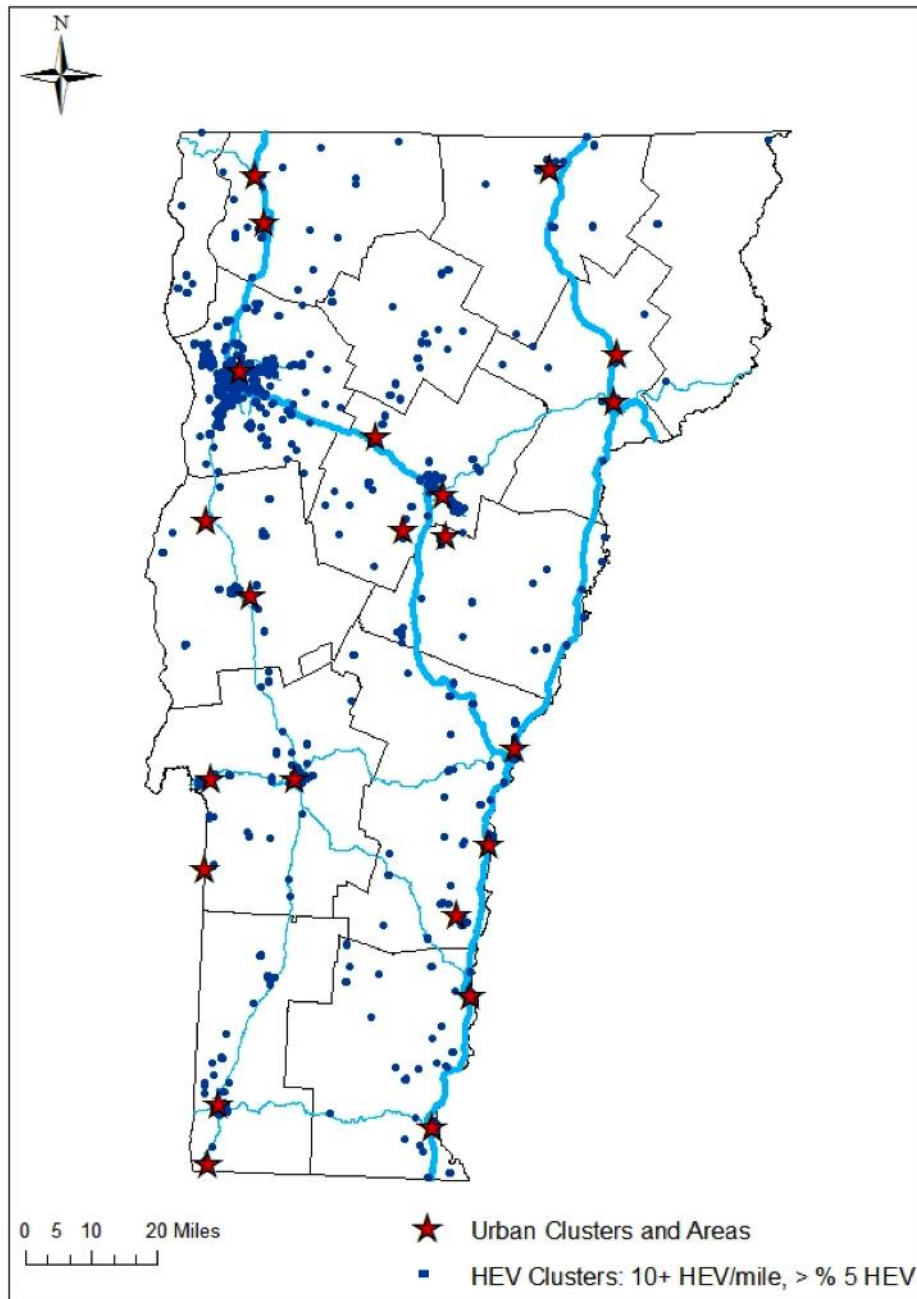 N
0 5 10 20 Miles
Urban Clusters and Areas
HEV Clusters: 10+ HEV/mile, > % 5 HEV